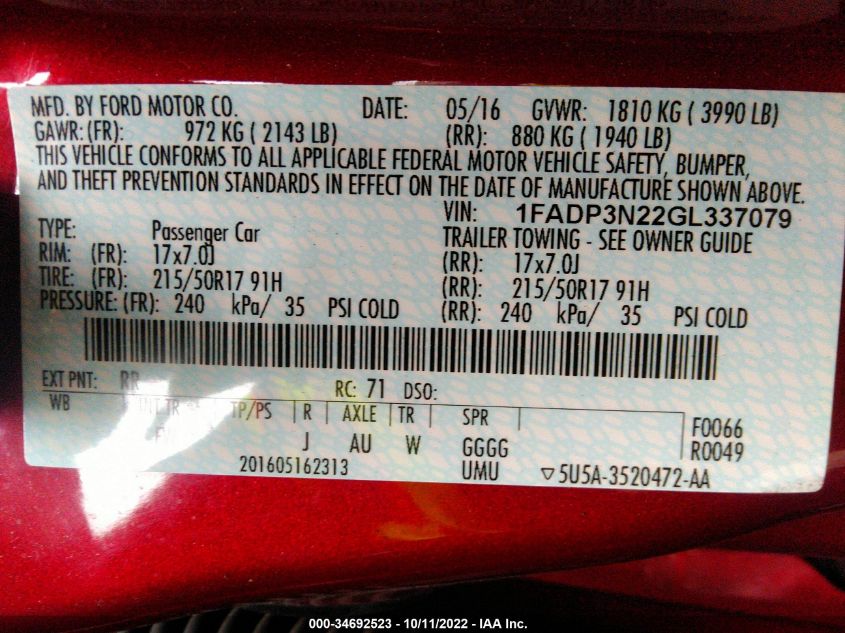 MFD. BY FORD MOTOR CO. DATE: 05/16 GVWR: 1810 KG ( 3990 LB)
GAWR: (FR): 972 KG ( 2143 LB) (RR): 880 KG ( 1940 LB)
THIS VEHICLE CONFORMS TO ALL APPLICABLE FEDERAL MOTOR VEHICLE SAFETY, BUMPER,
AND THEFT PREVENTION STANDARDS IN EFFECT ON THE DATE OF MANUFACTURE SHOWN ABOVE.
VIN: 1FADP3N22GL337079
TYPE: Passenger Car TRAILER TOWING - SEE OWNER GUIDE
RIM: (FR): 17x7.0J (RR): 17x7.0J
TIRE: (FR): 215/50R17 91H (RR): 215/50R17 91H
PRESSURE: (FR): 240 kPa/ 35 PSI COLD (RR): 240 kPa/ 35 PSI COLD
EXT PNT: RR RC: 71 DSO:
WB INT TR TP/PS R AXLE TR SPR F0066
J AU W GGGG R0049
201605162313 UMU ▽5U5A-3520472-AA
000-34692523 - 10/11/2022 - IAA Inc.